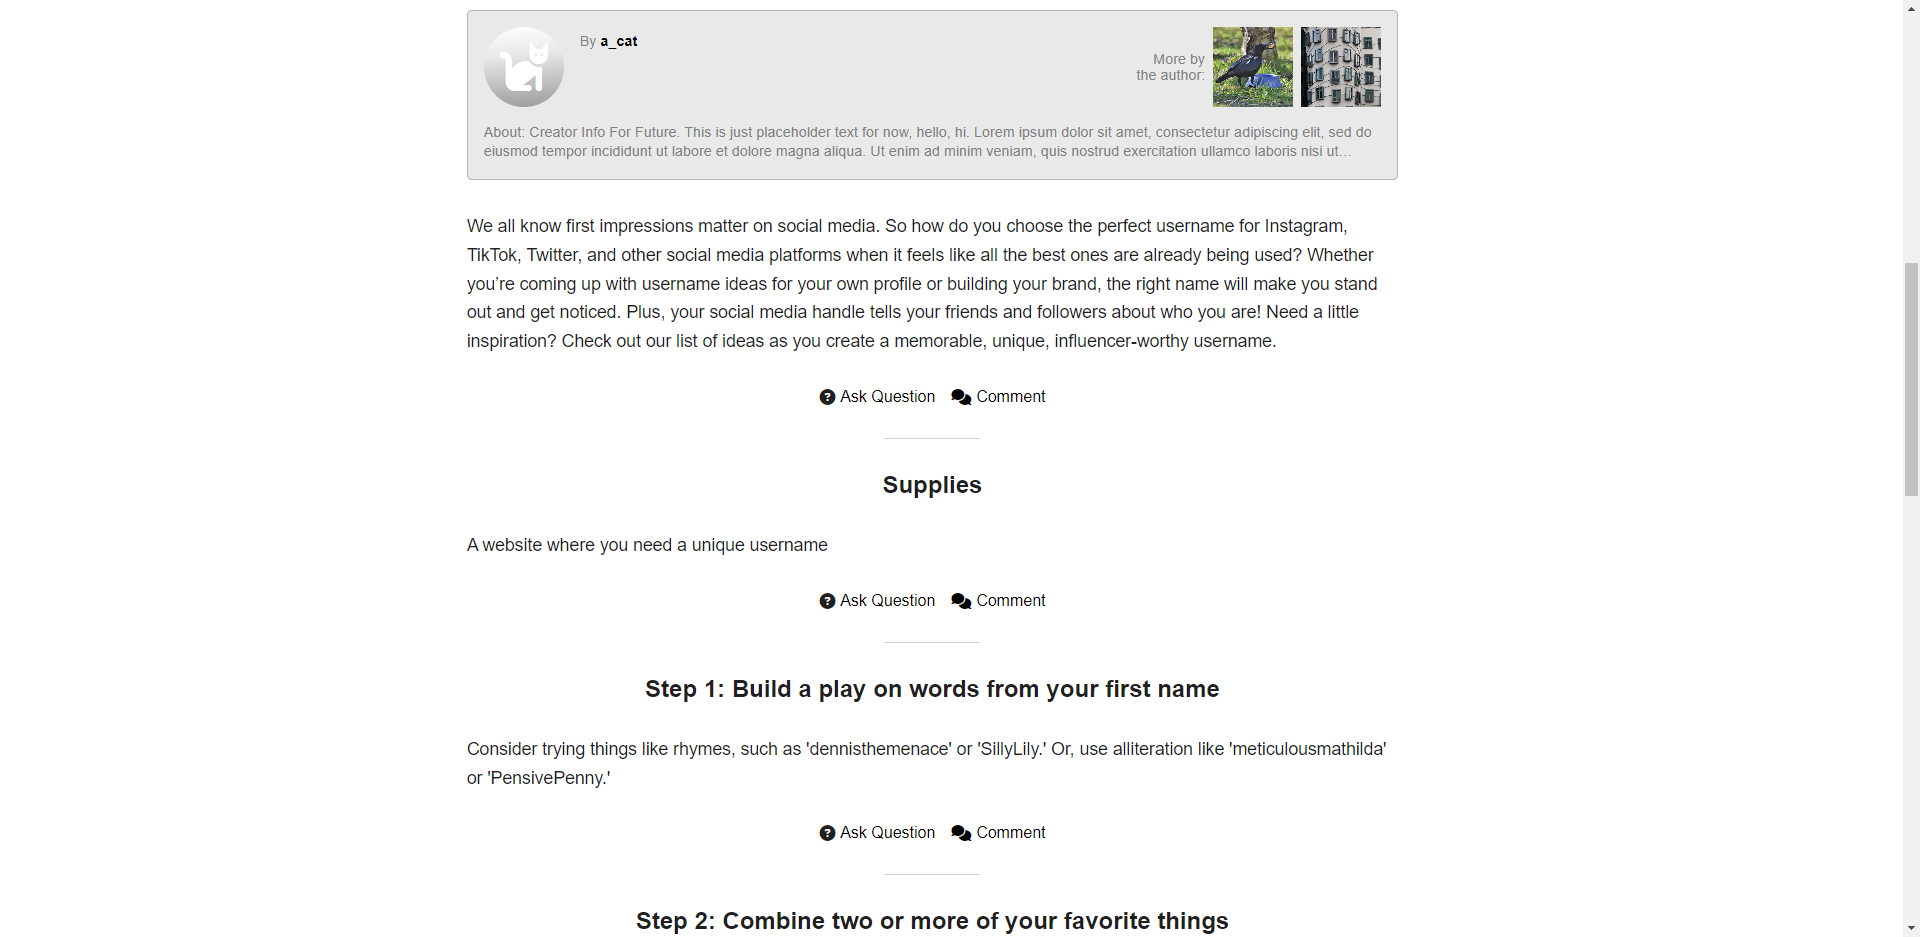 By a_cat
More by
the author:
About: Creator Info For Future. This is just placeholder text for now, hello, hi. Lorem ipsum dolor sit amet, consectetur adipiscing elit, sed do
eiusmod tempor incididunt ut labore et dolore magna aliqua. Ut enim ad minim veniam, quis nostrud exercitation ullamco laboris nisi ut...
We all know first impressions matter on social media. So how do you choose the perfect username for Instagram,
TikTok, Twitter, and other social media platforms when it feels like all the best ones are already being used? Whether
you’re coming up with username ideas for your own profile or building your brand, the right name will make you stand
out and get noticed. Plus, your social media handle tells your friends and followers about who you are! Need a little
inspiration? Check out our list of ideas as you create a memorable, unique, influencer-worthy username.
Ask Question Comment
Supplies
A website where you need a unique username
Ask Question Comment
Step 1: Build a play on words from your first name
Consider trying things like rhymes, such as 'dennisthemenace' or 'SillyLily.' Or, use alliteration like 'meticulousmathilda'
or 'PensivePenny.'
Ask Question Comment
Step 2: Combine two or more of your favorite things